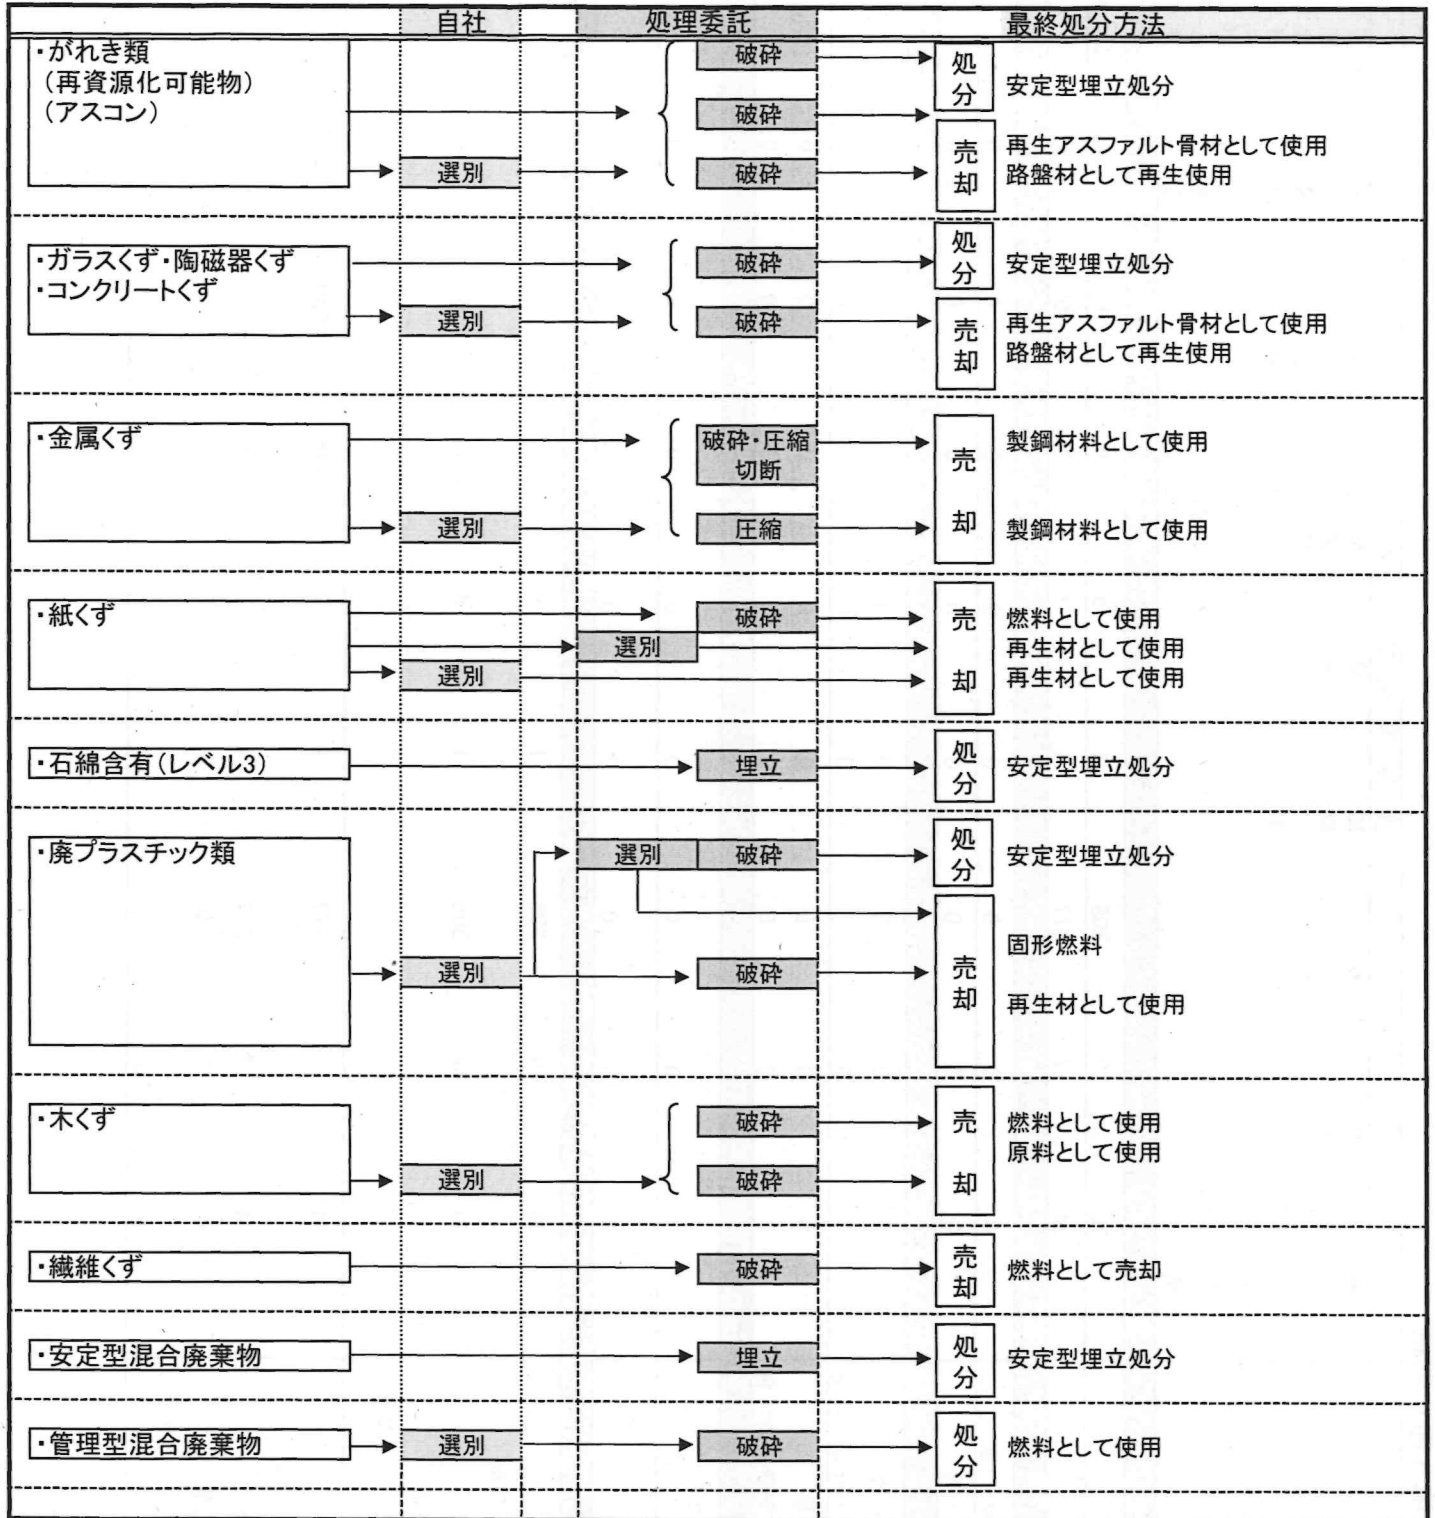 自社 処理委託 最終処分方法
・がれき類 破砕 処分
(再資源化可能物) 安定型埋立処分
(アスコン) 破砕
売却 再生アスファルト骨材として使用
選別 破砕 路盤材として再生使用
・ガラスくず・陶磁器くず 破砕 処分 安定型埋立処分
・コンクリートくず
選別 破砕 売却 再生アスファルト骨材として使用
路盤材として再生使用
・金属くず 破砕・圧縮 売却 製鋼材料として使用
切断
選別 圧縮 製鋼材料として使用
・紙くず 破砕 売却 燃料として使用
選別 再生材として使用
選別 再生材として使用
・石綿含有(レベル3) 埋立 処分 安定型埋立処分
・廃プラスチック類 選別 破砕 処分 安定型埋立処分
固形燃料
選別 破砕 売却
再生材として使用
・木くず 破砕 売却 燃料として使用
原料として使用
選別 破砕
・繊維くず 破砕 売却 燃料として売却
・安定型混合廃棄物 埋立 処分 安定型埋立処分
・管理型混合廃棄物 選別 破砕 処分 燃料として使用